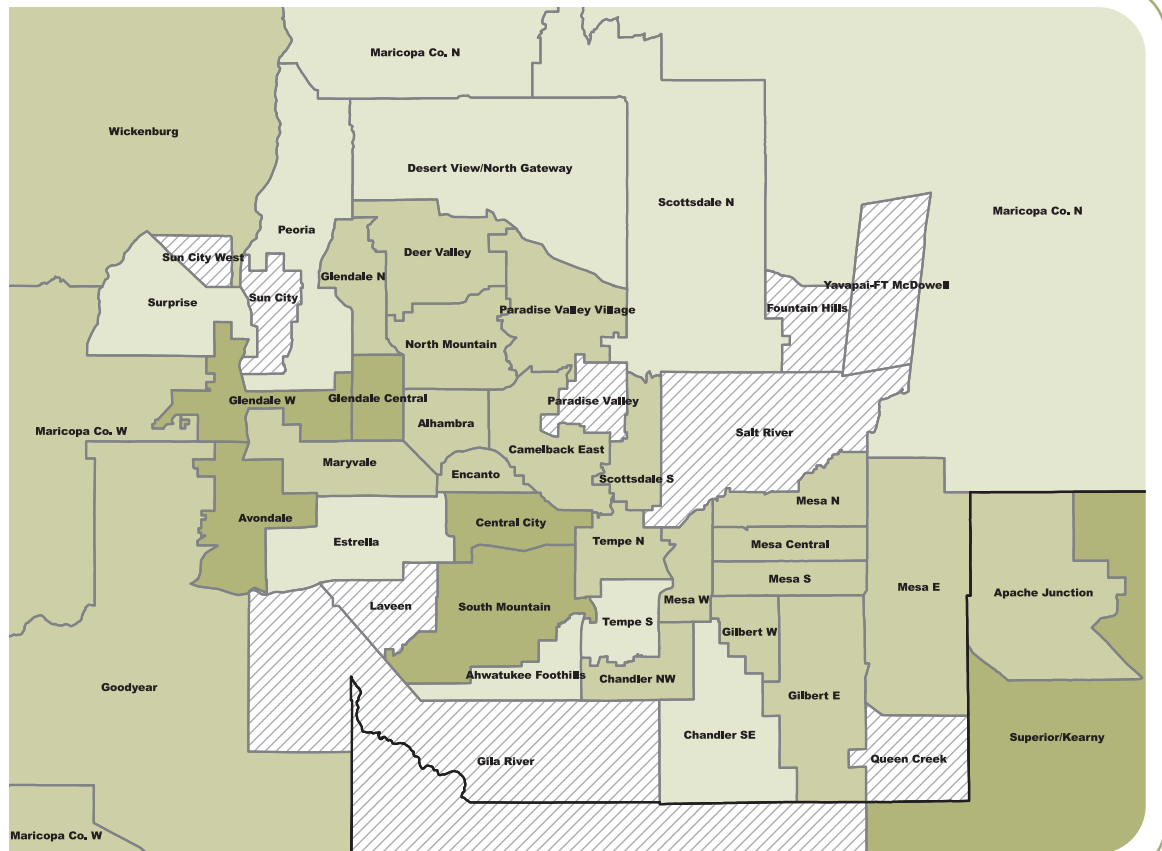 Maricopa Co. N
Wickenburg
Desert View/North Gateway
Scottsdale N
Maricopa Co. N
Peoria
Sun City West
Deer Valley
Glendale N
Yavapai-FT McDowell
Surprise
Sun City
Fountain Hills
Paradise Valley Village
North Mountain
Glendale W
Glendale Central
Paradise Valley
Alhambra
Maricopa Co. W
Salt River
Camelback East
Maryvale
Encanto
Scottsdale S
Mesa N
Avondale
Central City
Estrella
Tempe N
Mesa Central
Mesa S
Mesa E
Apache Junction
Laveen
South Mountain
Mesa W
Tempe S
Gilbert W
Ahwatukee Foothills
Chandler NW
Goodyear
Gilbert E
Chandler SE
Superior/Kearny
Gila River
Queen Creek
Maricopa Co. W